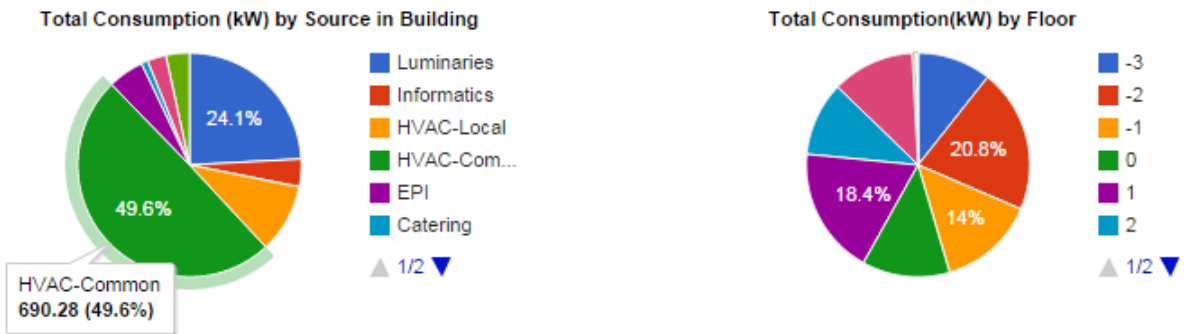 Total Consumption (kW) by Source in Building
24.1%
49.6%
HVAC-Common
690.28 (49.6%)
Luminaries
Informatics
HVAC-Local
HVAC-Com...
EPI
Catering
1/2
Total Consumption(kW) by Floor
20.8%
18.4%
14%
-3
-2
-1
0
1
2
1/2